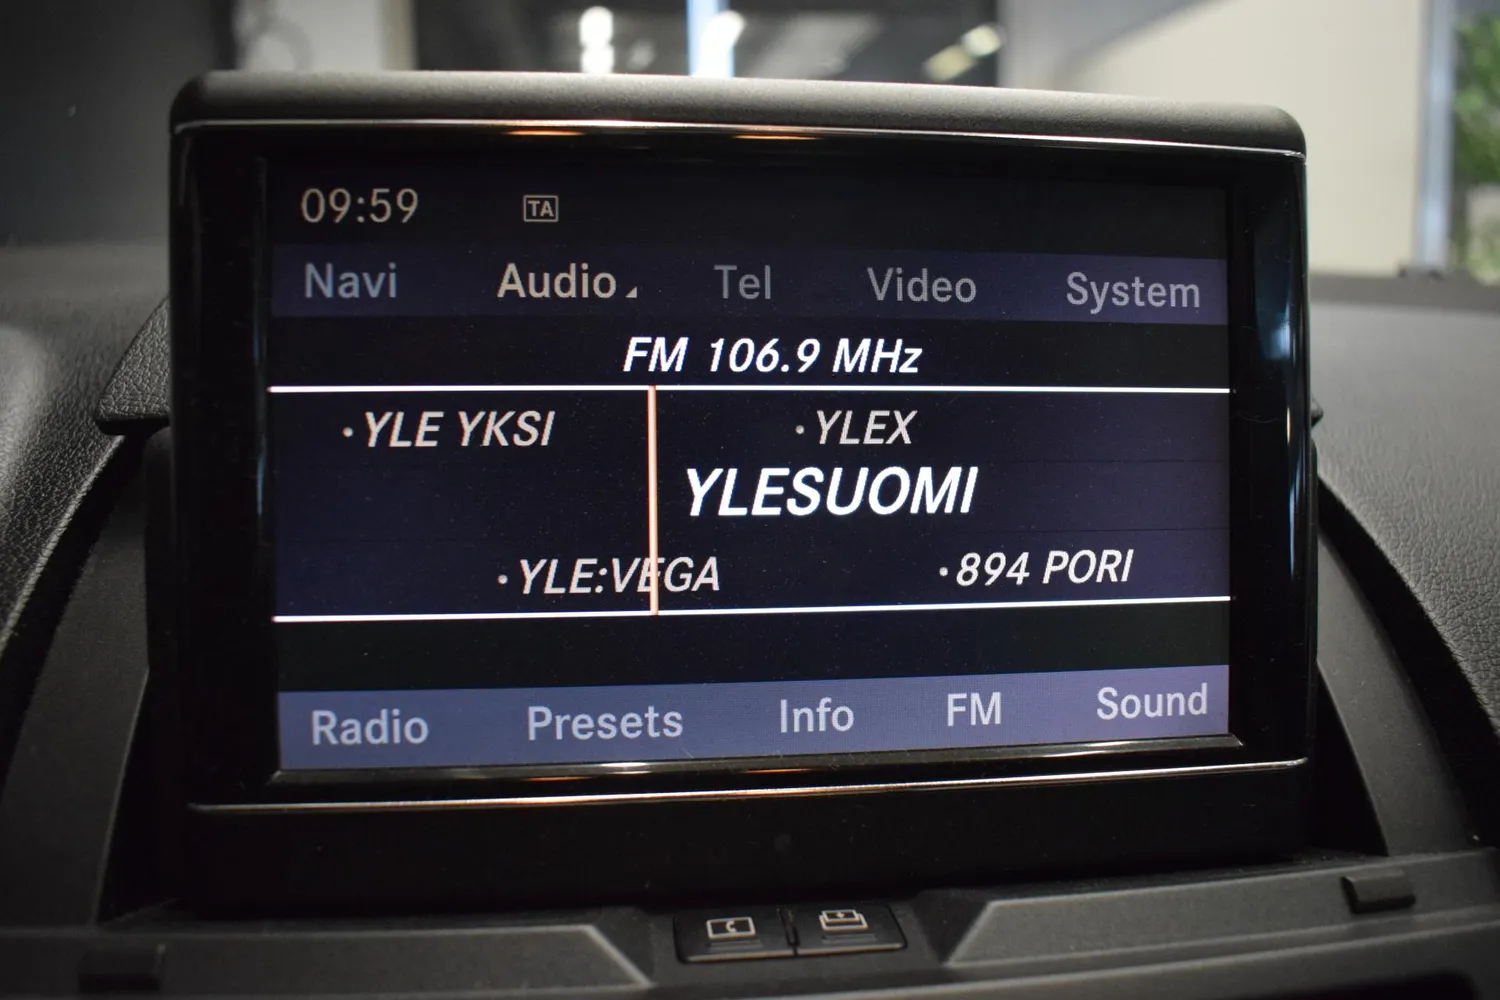 09:59 TA
Navi Audio Tel Video System
FM 106.9 MHz
· YLE YKSI · YLEX
YLESUOMI
· YLE:VEGA · 894 PORI
Radio Presets Info FM Sound